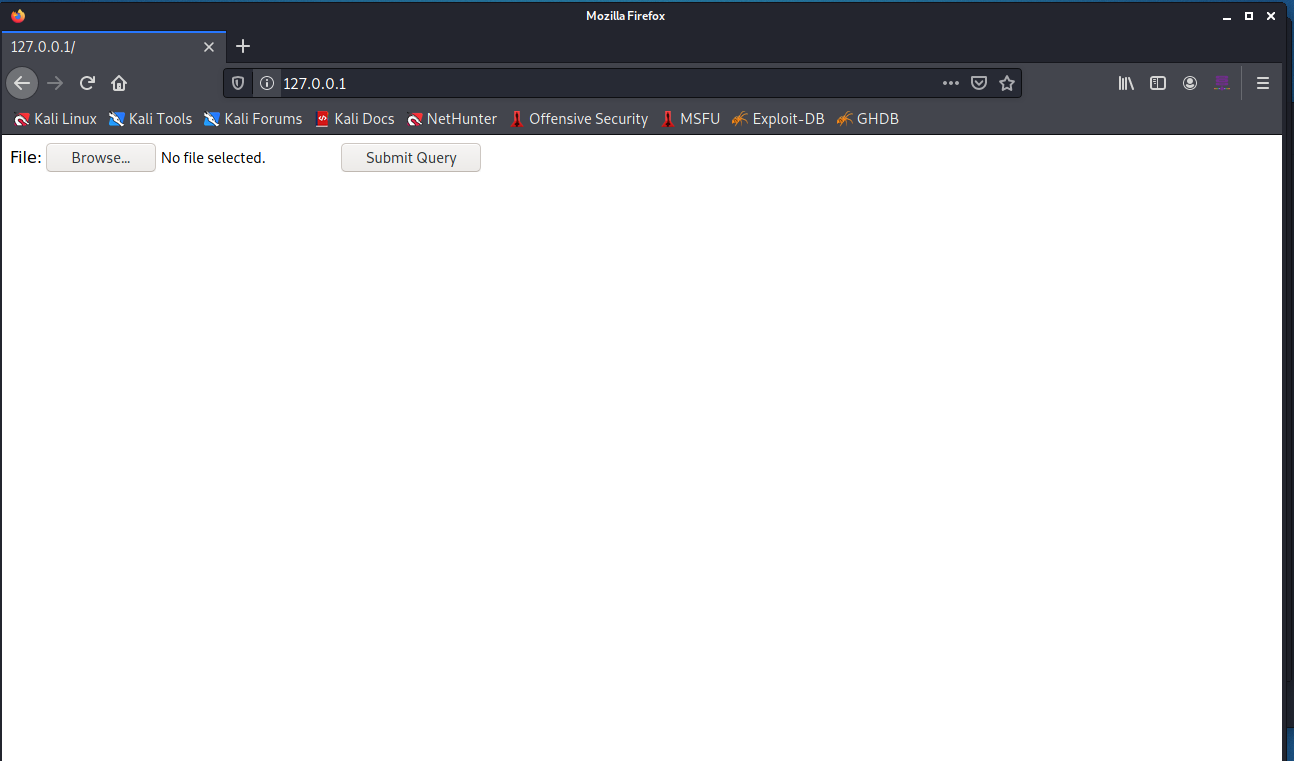 Mozilla Firefox
127.0.0.1/
127.0.0.1
Kali Linux Kali Tools Kali Forums Kali Docs NetHunter Offensive Security MSFU Exploit-DB GHDB
File: Browse... No file selected. Submit Query